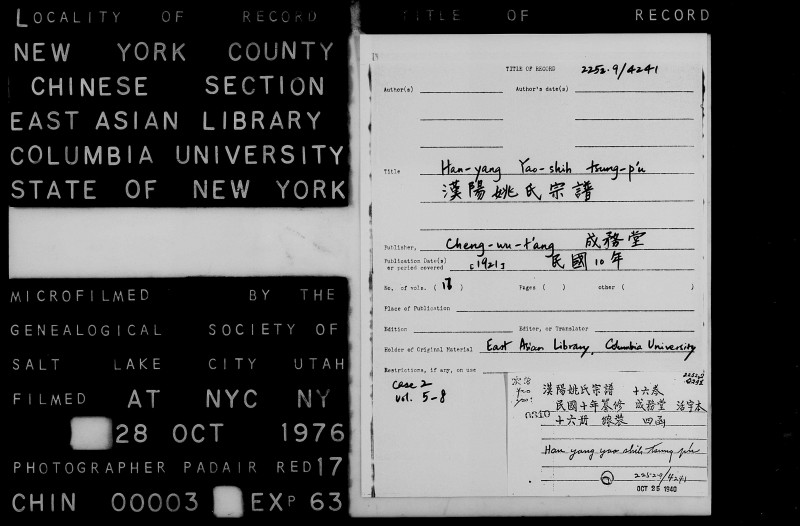 LOCALITY OF RECORD
NEW YORK COUNTY
CHINESE SECTION
EAST ASIAN LIBRARY
COLUMBIA UNIVERSITY
STATE OF NEW YORK
MICROFILMED BY THE
GENEALOGICAL SOCIETY OF
SALT LAKE CITY UTAH
FILMED AT NYC NY
28 OCT 1976
PHOTOGRAPHER PADAIR RED 17
CHIN 00003 EXP 63
TITLE OF RECORD
TITLE OF RECORD 2252.9/4241
Author(s) Author's date(s)
Title Han-yang Yao-shih tsung-p'u
漢陽姚氏宗譜
Publisher, Cheng-wu-t'ang 成務堂
Publication Date(s)
or period covered [1921] 民國10年
No. of vols. ( ) Pages ( ) other ( )
Place of Publication
Edition Editor, or Translator
Holder of Original Material East Asian Library, Columbia University
Restrictions, if any, on use
Case 2
vol. 5-8
漢陽姚氏宗譜 十六卷
民國十年纂修 成務堂 活字本
十六冊 線裝 四函
Han yang yao shih tsung p'u
2252.9/4241
OCT 25 1940